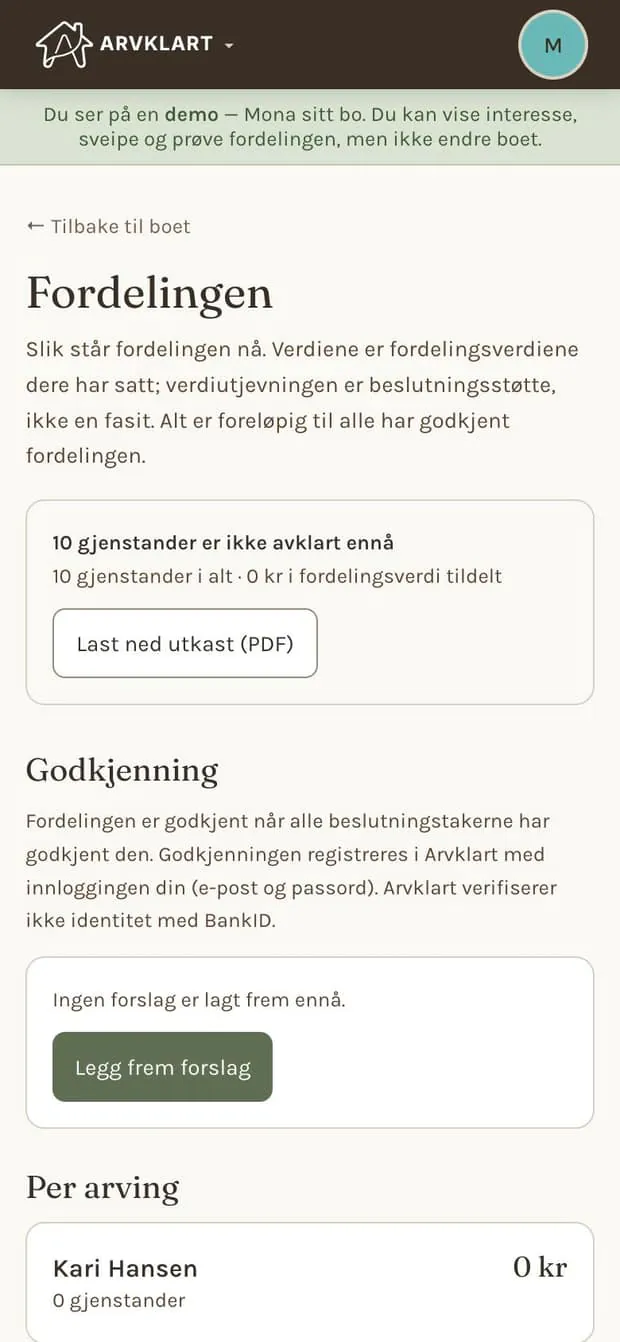 ARVKLART
M
Du ser på en demo — Mona sitt bo. Du kan vise interesse,
sveipe og prøve fordelingen, men ikke endre boet.
← Tilbake til boet
Fordelingen
Slik står fordelingen nå. Verdiene er fordelingsverdiene
dere har satt; verdiutjevningen er beslutningsstøtte,
ikke en fasit. Alt er foreløpig til alle har godkjent
fordelingen.
10 gjenstander er ikke avklart ennå
10 gjenstander i alt · 0 kr i fordelingsverdi tildelt
Last ned utkast (PDF)
Godkjenning
Fordelingen er godkjent når alle beslutningstakerne har
godkjent den. Godkjenningen registreres i Arvklart med
innloggingen din (e-post og passord). Arvklart verifiserer
ikke identitet med BankID.
Ingen forslag er lagt frem ennå.
Legg frem forslag
Per arving
Kari Hansen 0 kr
0 gjenstander